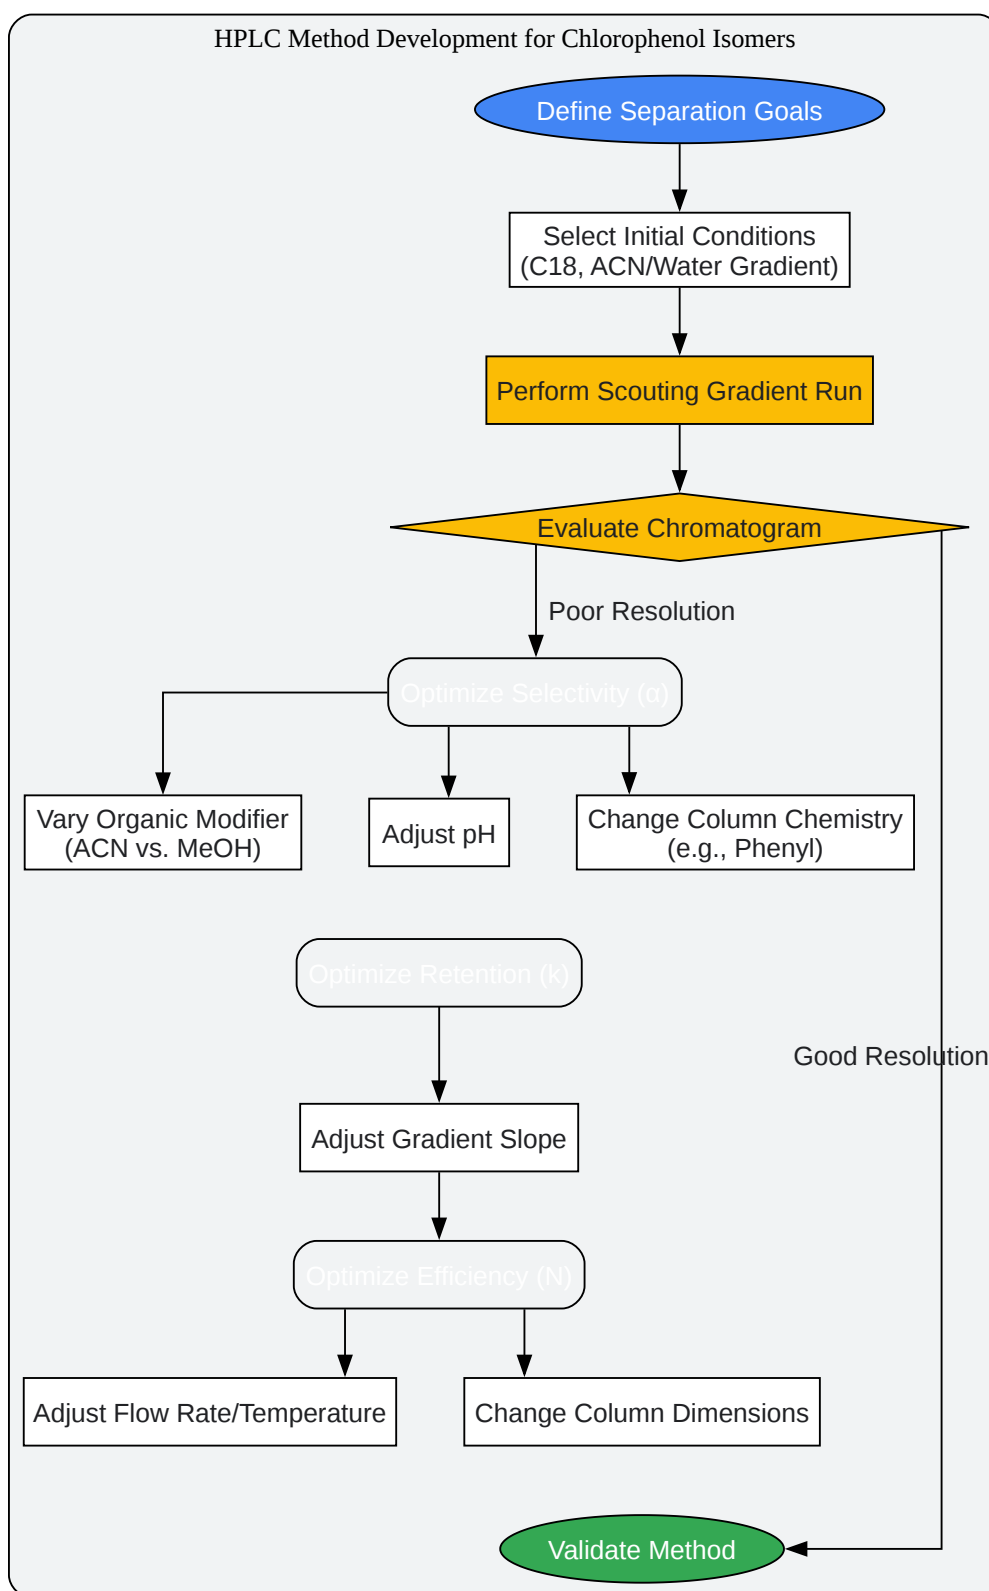 HPLC Method Development for Chlorophenol Isomers
Define Separation Goals
Select Initial Conditions
(C18, ACN/Water Gradient)
Perform Scouting Gradient Run
Evaluate Chromatogram
Poor Resolution
Optimize Selectivity (α)
Vary Organic Modifier
(ACN vs. MeOH)
Adjust pH
Change Column Chemistry
(e.g., Phenyl)
Optimize Retention (k)
Good Resolution
Adjust Gradient Slope
Optimize Efficiency (N)
Adjust Flow Rate/Temperature
Change Column Dimensions
Validate Method